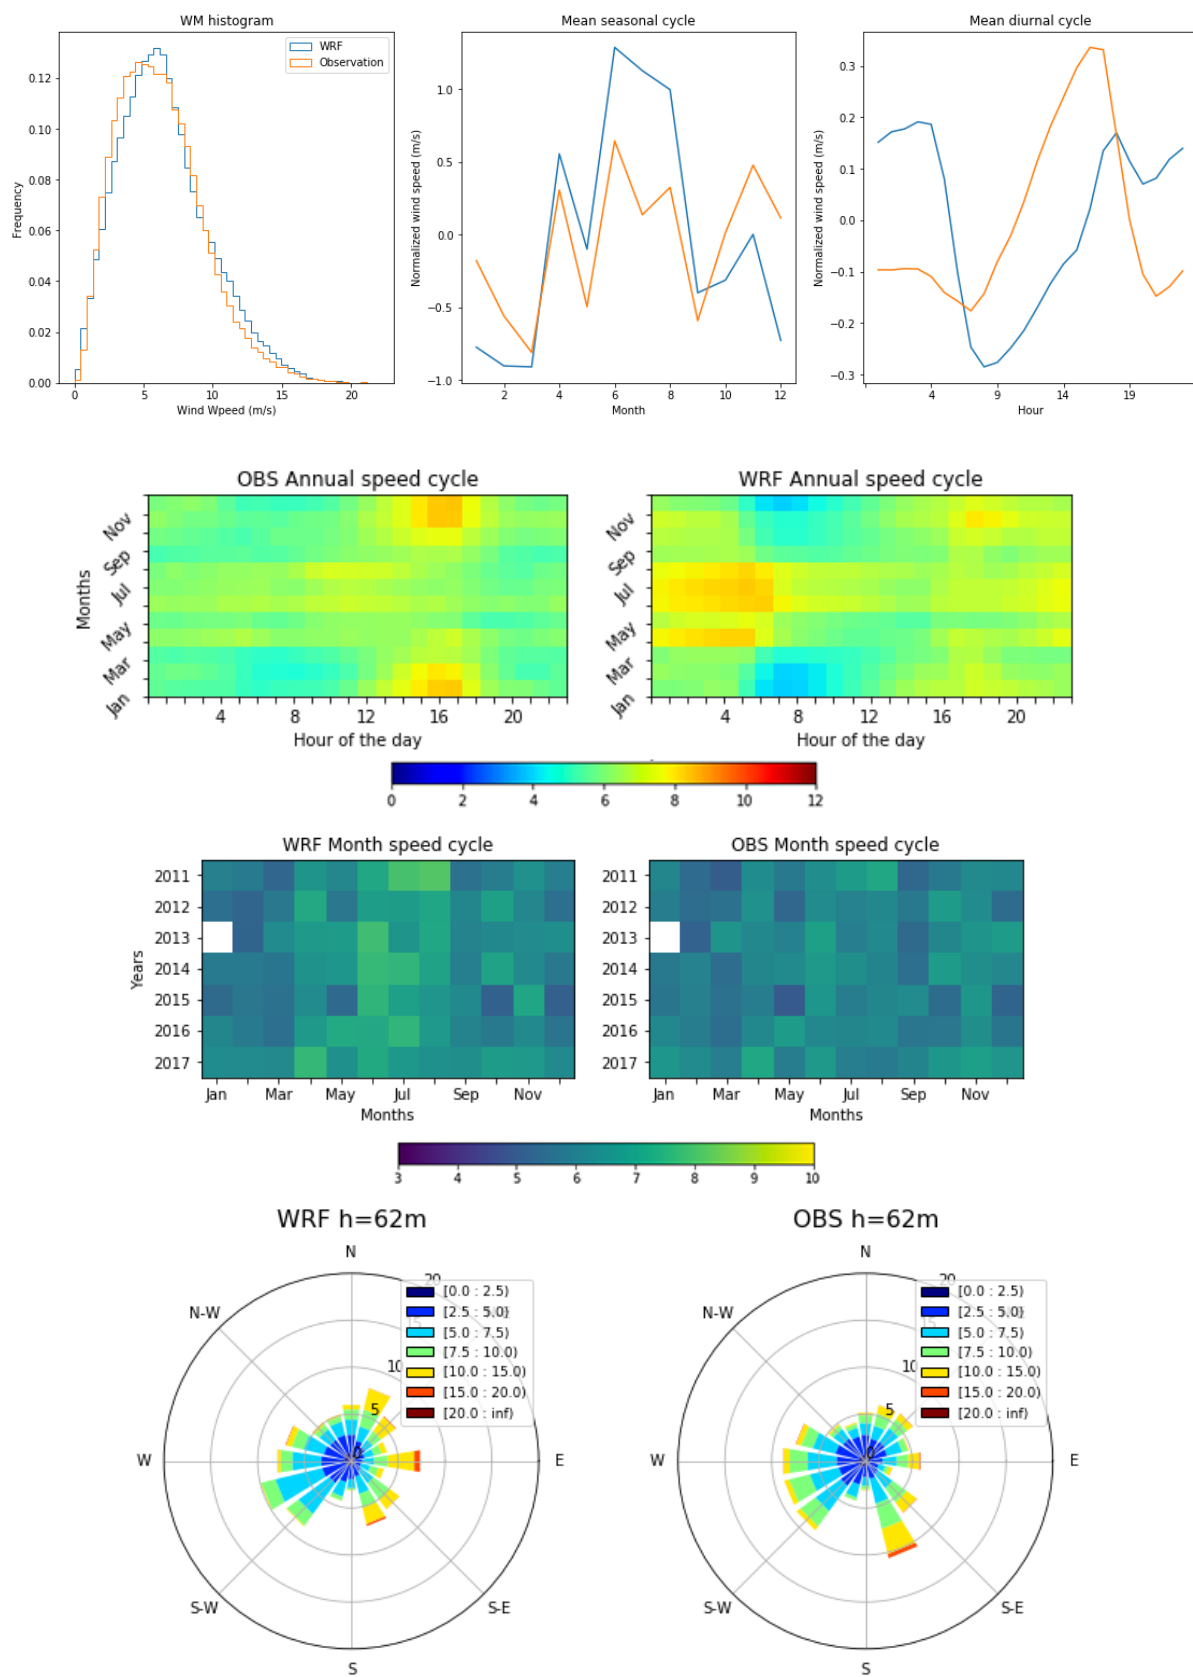 WM histogram
WRF
Observation
Frequency
0.12
0.10
0.08
0.06
0.04
0.02
0.00
0 5 10 15 20
Wind Wpeed (m/s)
Mean seasonal cycle
Normalized wind speed (m/s)
1.0
0.5
0.0
−0.5
−1.0
2 4 6 8 10 12
Month
Mean diurnal cycle
Normalized wind speed (m/s)
0.3
0.2
0.1
0.0
−0.1
−0.2
−0.3
4 9 14 19
Hour
OBS Annual speed cycle
Months
Nov
Sep
Jul
May
Mar
Jan
4 8 12 16 20
Hour of the day
WRF Annual speed cycle
Nov
Sep
Jul
May
Mar
Jan
4 8 12 16 20
Hour of the day
0 2 4 6 8 10 12
WRF Month speed cycle
Years
2011
2012
2013
2014
2015
2016
2017
Jan Mar May Jul Sep Nov
Months
OBS Month speed cycle
2011
2012
2013
2014
2015
2016
2017
Jan Mar May Jul Sep Nov
Months
3 4 5 6 7 8 9 10
WRF h=62m
N
N-W
W
S-W
S
S-E
E
0
5
10
15
20
[0.0 : 2.5)
[2.5 : 5.0)
[5.0 : 7.5)
[7.5 : 10.0)
[10.0 : 15.0)
[15.0 : 20.0)
[20.0 : inf)
OBS h=62m
N
N-W
W
S-W
S
S-E
E
0
5
10
15
20
[0.0 : 2.5)
[2.5 : 5.0)
[5.0 : 7.5)
[7.5 : 10.0)
[10.0 : 15.0)
[15.0 : 20.0)
[20.0 : inf)